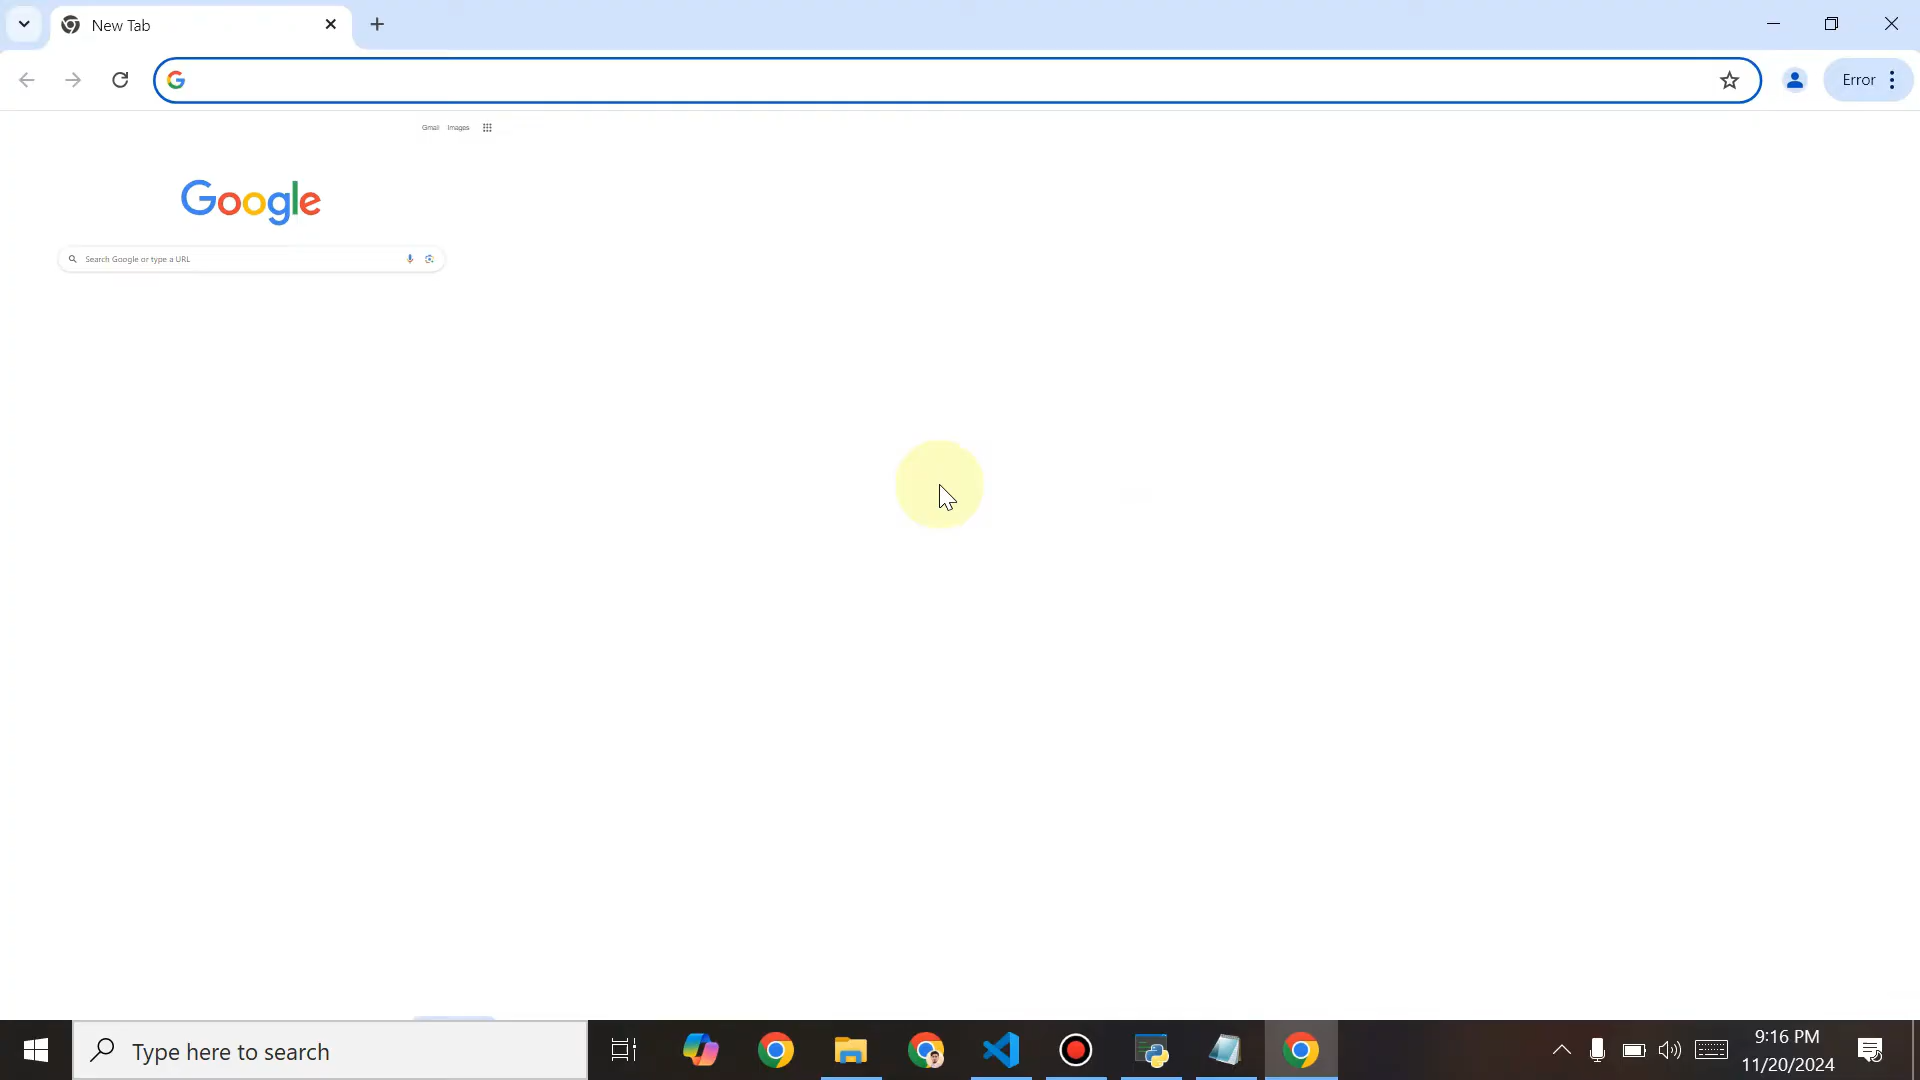 New Tab
Error
Gmail Images
Google
Search Google or type a URL
Type here to search
9:16 PM
11/20/2024